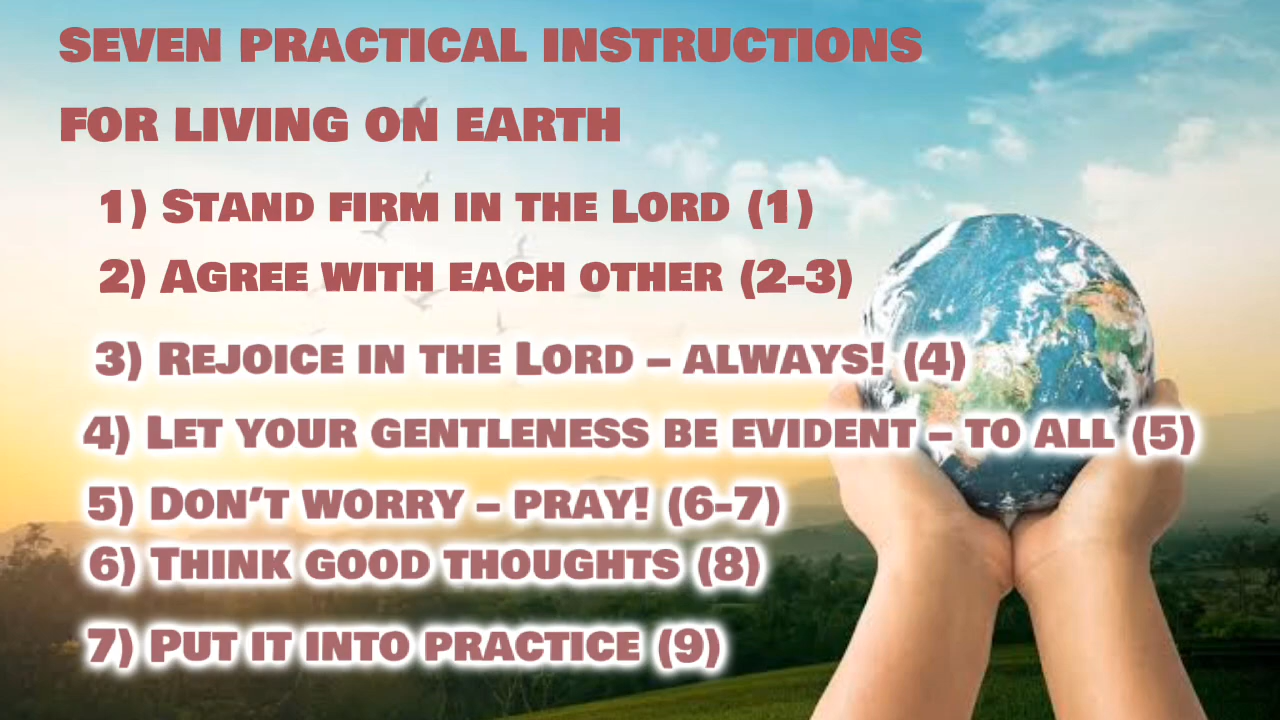 SEVEN PRACTICAL INSTRUCTIONS
FOR LIVING ON EARTH
1) STAND FIRM IN THE LORD (1)
2) AGREE WITH EACH OTHER (2-3)
3) REJOICE IN THE LORD – ALWAYS! (4)
4) LET YOUR GENTLENESS BE EVIDENT – TO ALL (5)
5) DON’T WORRY – PRAY! (6-7)
6) THINK GOOD THOUGHTS (8)
7) PUT IT INTO PRACTICE (9)